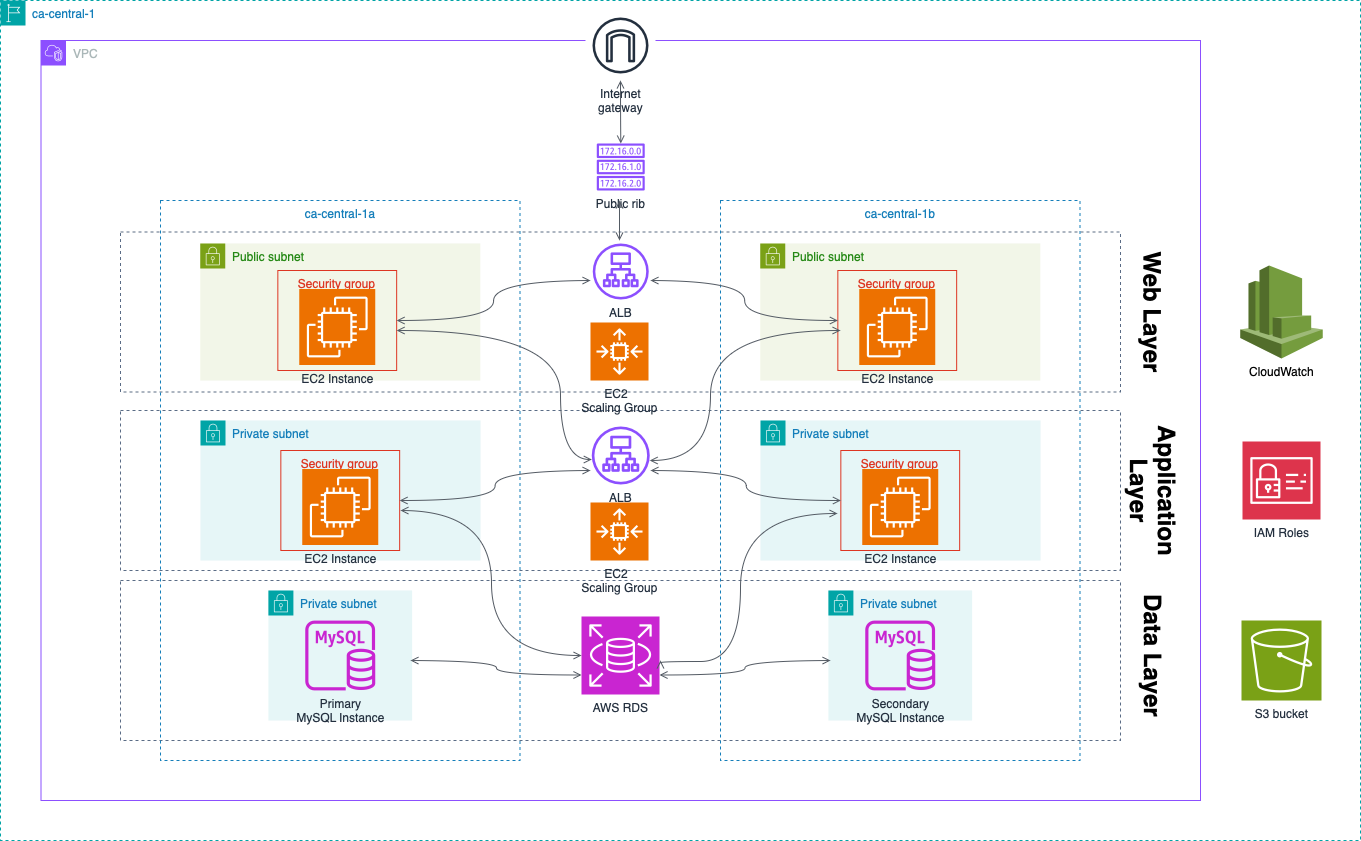 ca-central-1
VPC
Internet
gateway
172.16.0.0
172.16.1.0
172.16.2.0
Public rib
ca-central-1a
ca-central-1b
Public subnet
Security group
EC2 Instance
ALB
EC2
Scaling Group
Public subnet
Security group
EC2 Instance
Web Layer
CloudWatch
Private subnet
Security group
EC2 Instance
ALB
EC2
Scaling Group
Private subnet
Security group
EC2 Instance
Application
Layer
IAM Roles
Private subnet
MySQL
Primary
MySQL Instance
AWS RDS
Private subnet
MySQL
Secondary
MySQL Instance
Data Layer
S3 bucket